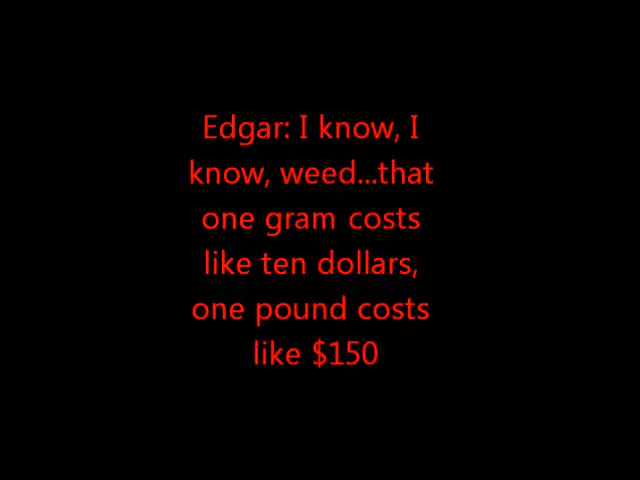 Edgar: I know, I
know, weed...that
one gram costs
like ten dollars,
one pound costs
like $150